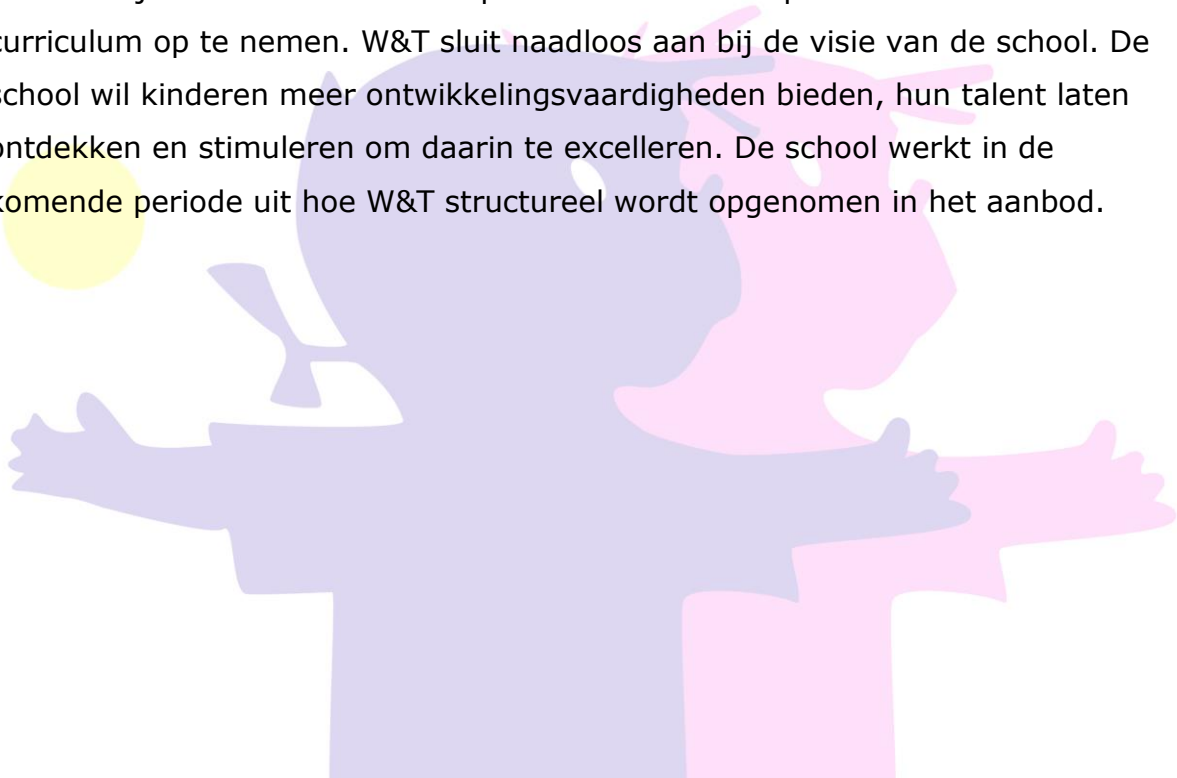 curriculum op te nemen. W&T sluit naadloos aan bij de visie van de school. De
school wil kinderen meer ontwikkelingsvaardigheden bieden, hun talent laten
ontdekken en stimuleren om daarin te excelleren. De school werkt in de
komende periode uit hoe W&T structureel wordt opgenomen in het aanbod.